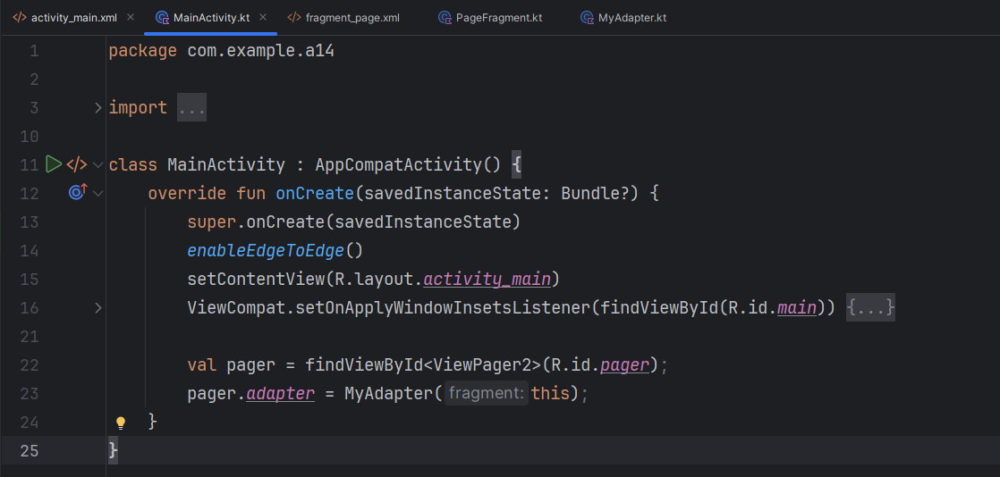 activity_main.xml MainActivity.kt fragment_page.xml PageFragment.kt MyAdapter.kt
1 package com.example.a14
2
3 import ...
10
11 class MainActivity : AppCompatActivity() {
12 override fun onCreate(savedInstanceState: Bundle?) {
13 super.onCreate(savedInstanceState)
14 enableEdgeToEdge()
15 setContentView(R.layout.activity_main)
16 ViewCompat.setOnApplyWindowInsetsListener(findViewById(R.id.main)) {...}
21
22 val pager = findViewById<ViewPager2>(R.id.pager);
23 pager.adapter = MyAdapter( fragment: this);
24 }
25 }